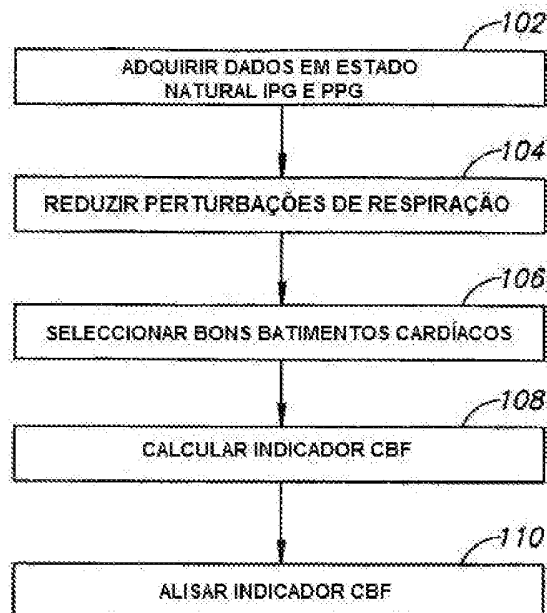 102
ADQUIRIR DADOS EM ESTADO
NATURAL IPG E PPG
104
REDUZIR PERTURBAÇÕES DE RESPIRAÇÃO
106
SELECCIONAR BONS BATIMENTOS CARDÍACOS
108
CALCULAR INDICADOR CBF
110
ALISAR INDICADOR CBF